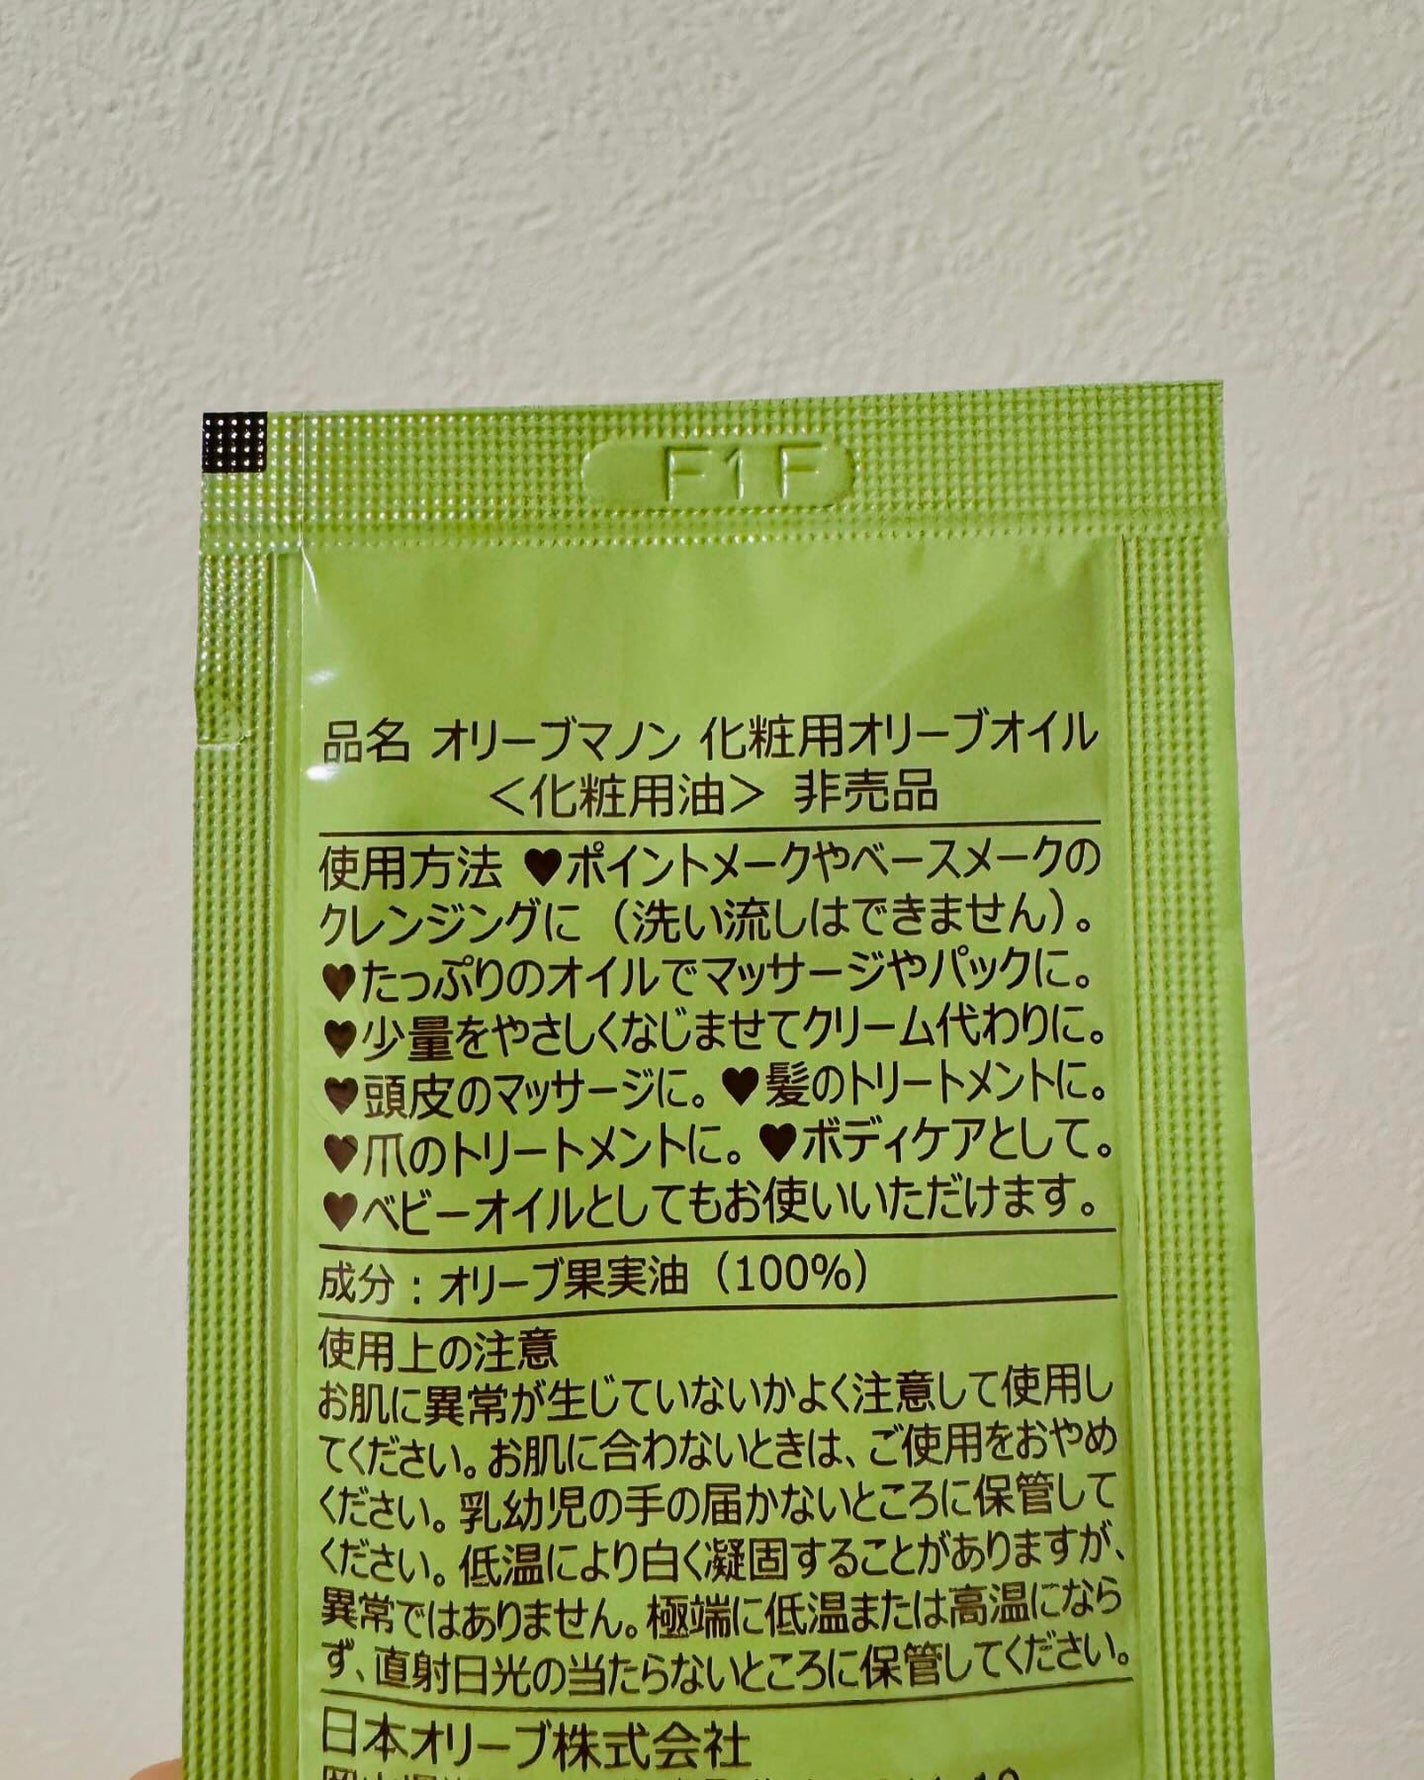 F1F
品名 オリーブマノン 化粧用オリーブオイル
＜化粧用油＞ 非売品
使用方法 ♥ポイントメークやベースメークの
クレンジングに（洗い流しはできません）。
♥たっぷりのオイルでマッサージやパックに。
♥少量をやさしくなじませてクリーム代わりに。
♥頭皮のマッサージに。♥髪のトリートメントに。
♥爪のトリートメントに。♥ボディケアとして。
♥ベビーオイルとしてもお使いいただけます。
成分：オリーブ果実油（100%）
使用上の注意
お肌に異常が生じていないかよく注意して使用し
てください。お肌に合わないときは、ご使用をおやめ
ください。乳幼児の手の届かないところに保管して
ください。低温により白く凝固することがありますが、
異常ではありません。極端に低温または高温になら
ず、直射日光の当たらないところに保管してください。
日本オリーブ株式会社